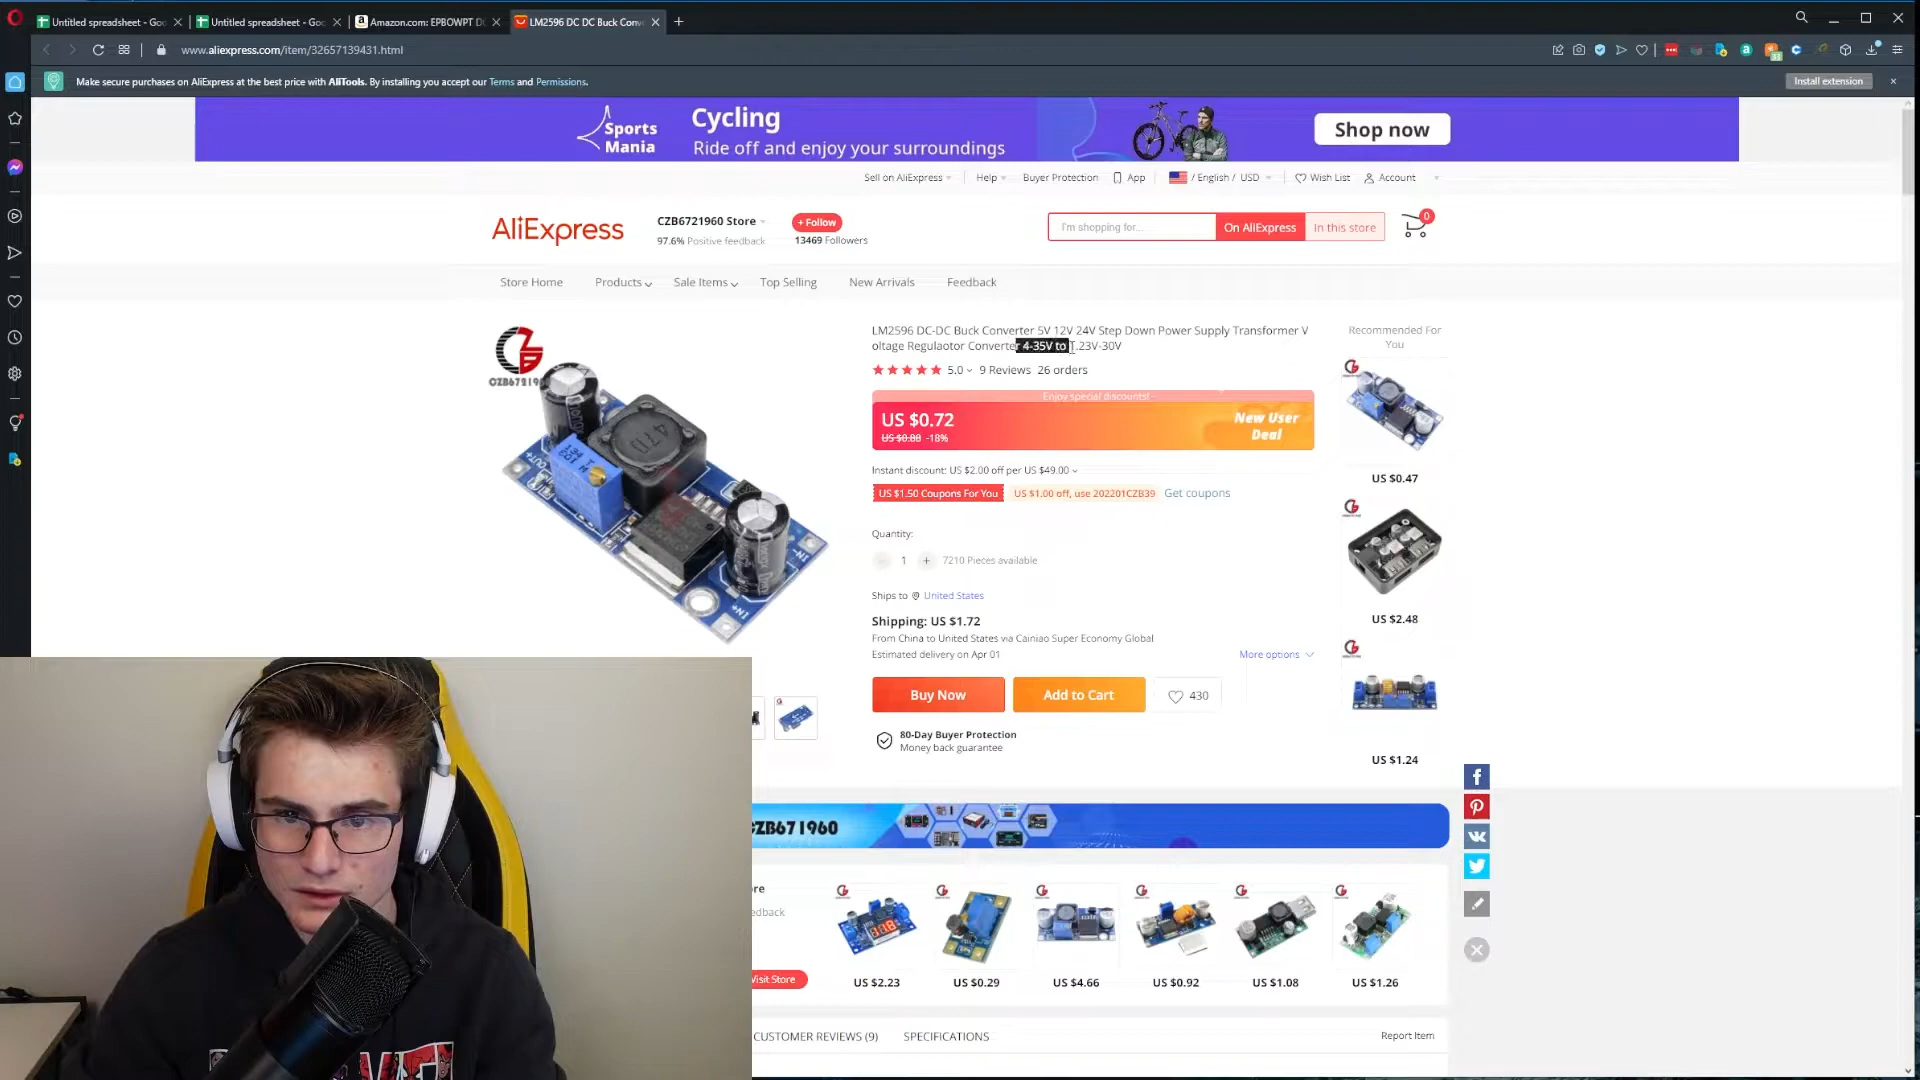 Untitled spreadsheet - Goo
Untitled spreadsheet - Goo
Amazon.com: EPBOWPT D
LM2596 DC DC Buck Conv
www.aliexpress.com/item/32657139431.html
Make secure purchases on AliExpress at the best price with AliTools. By installing you accept our Terms and Permissions.
Install extension
Sports
Mania
Cycling
Ride off and enjoy your surroundings
Shop now
Sell on AliExpress
Help
Buyer Protection
App
/ English / USD
Wish List
Account
AliExpress
CZB6721960 Store
+ Follow
97.6% Positive feedback
13469 Followers
I'm shopping for...
On AliExpress
In this store
0
Store Home
Products
Sale Items
Top Selling
New Arrivals
Feedback
LM2596 DC-DC Buck Converter 5V 12V 24V Step Down Power Supply Transformer V
oltage Regulaotor Converter 4-35V to 1.23V-30V
5.0
9 Reviews
26 orders
Enjoy special discounts!
US $0.72
US $0.88 -18%
New User
Deal
Instant discount: US $2.00 off per US $49.00
US $1.50 Coupons For You
US $1.00 off, use 202201CZB39
Get coupons
Quantity:
1
7210 Pieces available
Ships to
United States
Shipping: US $1.72
From China to United States via Cainiao Super Economy Global
Estimated delivery on Apr 01
More options
Buy Now
Add to Cart
430
80-Day Buyer Protection
Money back guarantee
Recommended For
You
US $0.47
US $2.48
US $1.24
CZB671960
re
edback
Visit Store
US $2.23
US $0.29
US $4.66
US $0.92
US $1.08
US $1.26
CUSTOMER REVIEWS (9)
SPECIFICATIONS
Report Item